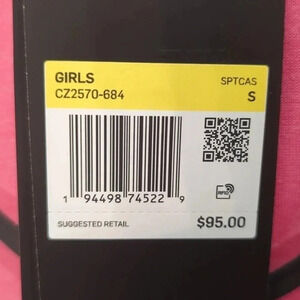 GIRLS
SPTCAS
CZ2570-684
S
1 94498 74522 9
SUGGESTED RETAIL
$95.00